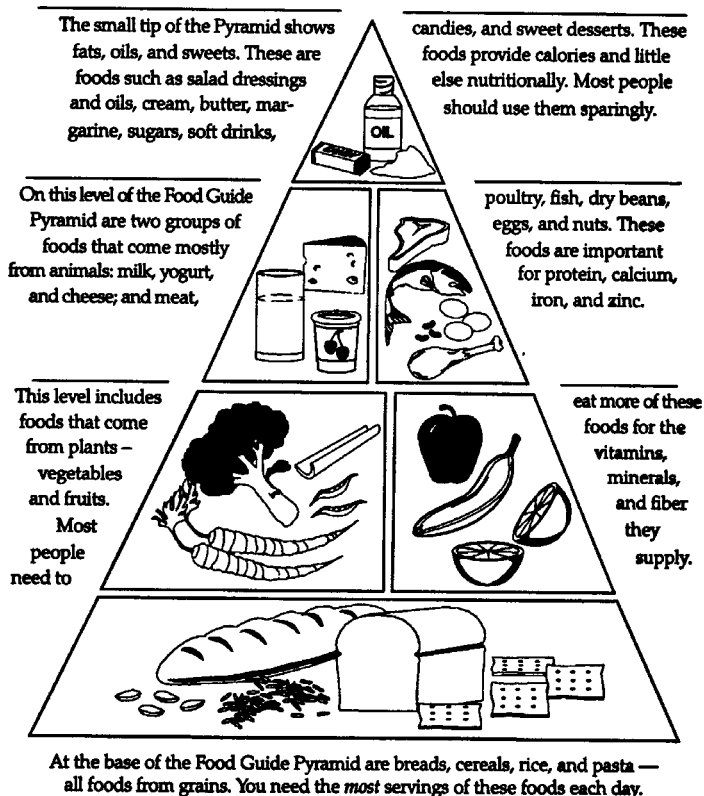 The small tip of the Pyramid shows
fats, oils, and sweets. These are
foods such as salad dressings
and oils, cream, butter, mar-
garine, sugars, soft drinks,
candies, and sweet desserts. These
foods provide calories and little
else nutritionally. Most people
should use them sparingly.
OIL
On this level of the Food Guide
Pyramid are two groups of
foods that come mostly
from animals: milk, yogurt,
and cheese; and meat,
poultry, fish, dry beans,
eggs, and nuts. These
foods are important
for protein, calcium,
iron, and zinc.
This level includes
foods that come
from plants –
vegetables
and fruits.
Most
people
need to
eat more of these
foods for the
vitamins,
minerals,
and fiber
they
supply.
At the base of the Food Guide Pyramid are breads, cereals, rice, and pasta —
all foods from grains. You need the most servings of these foods each day.